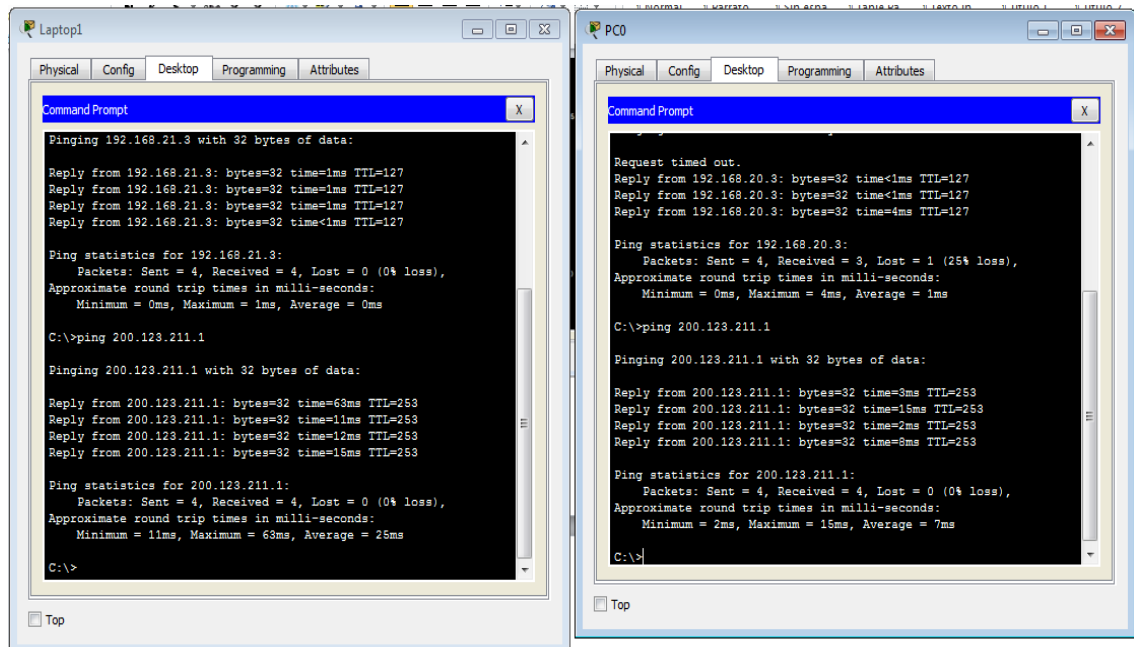 Laptop1
Physical Config Desktop Programming Attributes
Command Prompt X
Pinging 192.168.21.3 with 32 bytes of data:
Reply from 192.168.21.3: bytes=32 time=1ms TTL=127
Reply from 192.168.21.3: bytes=32 time=1ms TTL=127
Reply from 192.168.21.3: bytes=32 time=1ms TTL=127
Reply from 192.168.21.3: bytes=32 time<1ms TTL=127
Ping statistics for 192.168.21.3:
Packets: Sent = 4, Received = 4, Lost = 0 (0% loss),
Approximate round trip times in milli-seconds:
Minimum = 0ms, Maximum = 1ms, Average = 0ms
C:\>ping 200.123.211.1
Pinging 200.123.211.1 with 32 bytes of data:
Reply from 200.123.211.1: bytes=32 time=63ms TTL=253
Reply from 200.123.211.1: bytes=32 time=11ms TTL=253
Reply from 200.123.211.1: bytes=32 time=12ms TTL=253
Reply from 200.123.211.1: bytes=32 time=15ms TTL=253
Ping statistics for 200.123.211.1:
Packets: Sent = 4, Received = 4, Lost = 0 (0% loss),
Approximate round trip times in milli-seconds:
Minimum = 11ms, Maximum = 63ms, Average = 25ms
C:\>
Top
PC0
Physical Config Desktop Programming Attributes
Command Prompt X
Request timed out.
Reply from 192.168.20.3: bytes=32 time<1ms TTL=127
Reply from 192.168.20.3: bytes=32 time<1ms TTL=127
Reply from 192.168.20.3: bytes=32 time=4ms TTL=127
Ping statistics for 192.168.20.3:
Packets: Sent = 4, Received = 3, Lost = 1 (25% loss),
Approximate round trip times in milli-seconds:
Minimum = 0ms, Maximum = 4ms, Average = 1ms
C:\>ping 200.123.211.1
Pinging 200.123.211.1 with 32 bytes of data:
Reply from 200.123.211.1: bytes=32 time=3ms TTL=253
Reply from 200.123.211.1: bytes=32 time=15ms TTL=253
Reply from 200.123.211.1: bytes=32 time=2ms TTL=253
Reply from 200.123.211.1: bytes=32 time=8ms TTL=253
Ping statistics for 200.123.211.1:
Packets: Sent = 4, Received = 4, Lost = 0 (0% loss),
Approximate round trip times in milli-seconds:
Minimum = 2ms, Maximum = 15ms, Average = 7ms
C:\>
Top